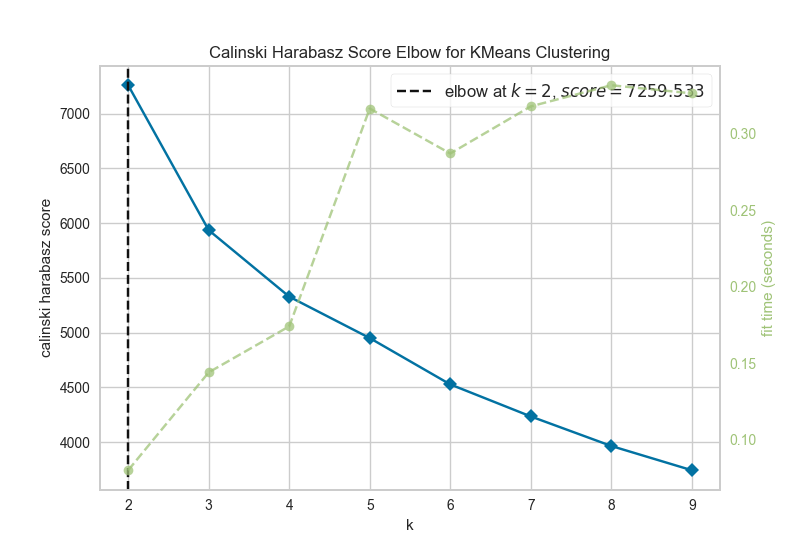 Calinski Harabasz Score Elbow for KMeans Clustering
elbow at k = 2, score = 7259.533
calinski harabasz score
7000
6500
6000
5500
5000
4500
4000
0.30
0.25
0.20
0.15
0.10
fit time (seconds)
2 3 4 5 6 7 8 9
k